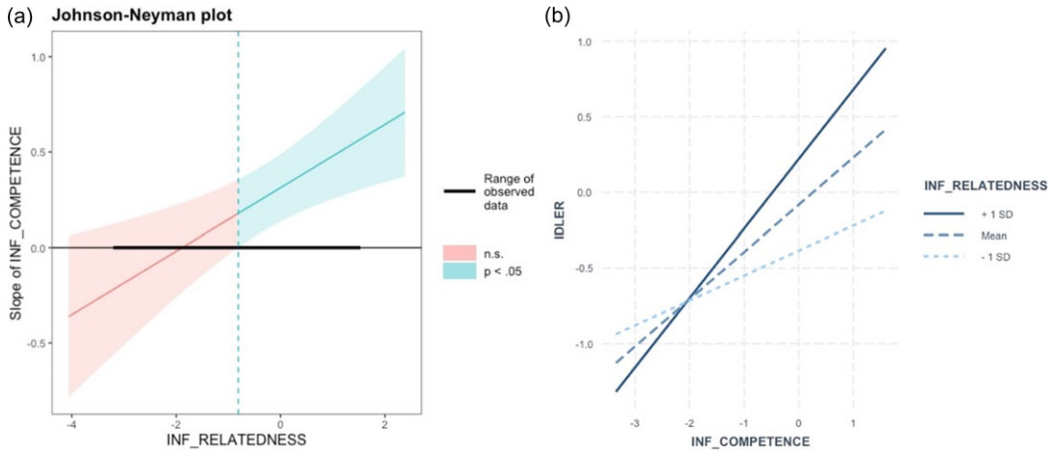 (a) Johnson-Neyman plot
1.0
0.5
0.0
-0.5
Slope of INF_COMPETENCE
-4 -2 0 2
INF_RELATEDNESS
Range of
observed
data
n.s.
p < .05
(b)
1.0
0.5
0.0
-0.5
-1.0
IDLER
-3 -2 -1 0 1
INF_COMPETENCE
INF_RELATEDNESS
+ 1 SD
Mean
- 1 SD